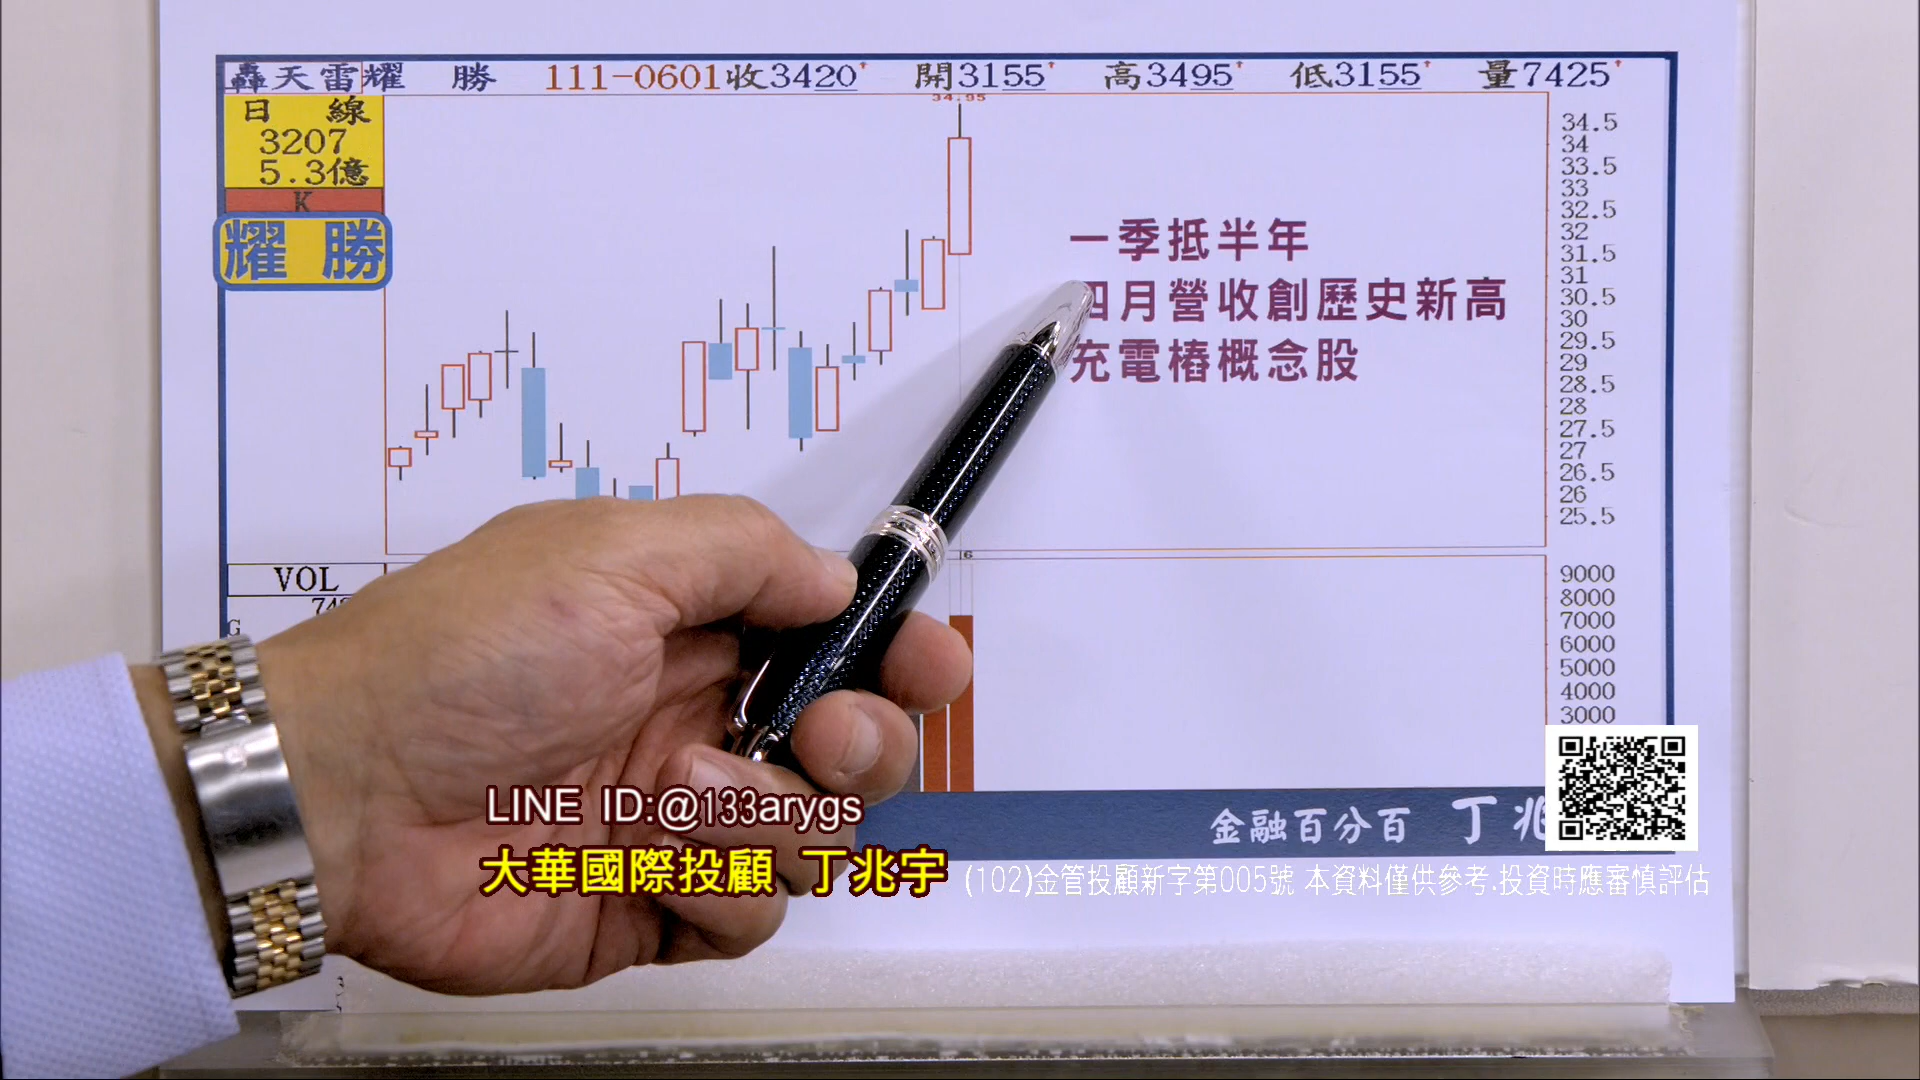 轟天雷耀 勝 111-0601收3420 開3155 高3495 低3155 量7425
日 線
3207
5.3億
K
耀 勝
34.95
一季抵半年
四月營收創歷史新高
充電樁概念股
34.5
34
33.5
33
32.5
32
31.5
31
30.5
30
29.5
29
28.5
28
27.5
27
26.5
26
25.5
6
VOL
G
9000
8000
7000
6000
5000
4000
3000
金融百分百 丁兆
LINE ID:@133arygs
大華國際投顧 丁兆宇 (102)金管投顧新字第005號 本資料僅供參考.投資時應審慎評估